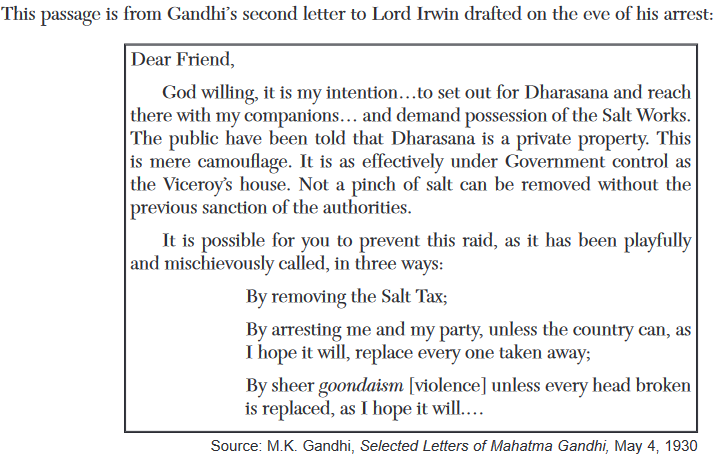 This passage is from Gandhi's second letter to Lord Irwin drafted on the eve of his arrest:
Dear Friend,
God willing, it is my intention…to set out for Dharasana and reach
there with my companions… and demand possession of the Salt Works.
The public have been told that Dharasana is a private property. This
is mere camouflage. It is as effectively under Government control as
the Viceroy's house. Not a pinch of salt can be removed without the
previous sanction of the authorities.
It is possible for you to prevent this raid, as it has been playfully
and mischievously called, in three ways:
By removing the Salt Tax;
By arresting me and my party, unless the country can, as
I hope it will, replace every one taken away;
By sheer goondaism [violence] unless every head broken
is replaced, as I hope it will.…
Source: M.K. Gandhi, Selected Letters of Mahatma Gandhi, May 4, 1930